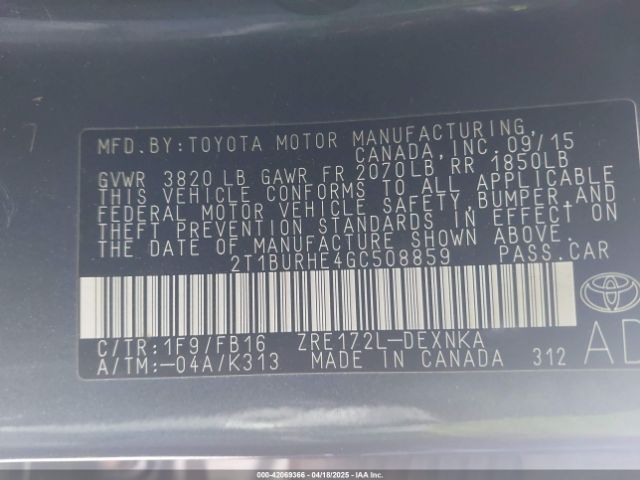 MFD. BY: TOYOTA MOTOR MANUFACTURING,
CANADA, INC. 09/15
GVWR 3820 LB GAWR FR 2070LB, RR 1850LB
THIS VEHICLE CONFORMS TO ALL APPLICABLE
FEDERAL MOTOR VEHICLE SAFETY, BUMPER, AND
THEFT PREVENTION STANDARDS IN EFFECT ON
THE DATE OF MANUFACTURE SHOWN ABOVE.
2T1BURHE4GC508859 PASS.CAR
C/TR:1F9/FB16 ZRE172L-DEXNKA
A/TM:-04A/K313 MADE IN CANADA 312
AD
000-42069366 - 04/18/2025 - IAA Inc.